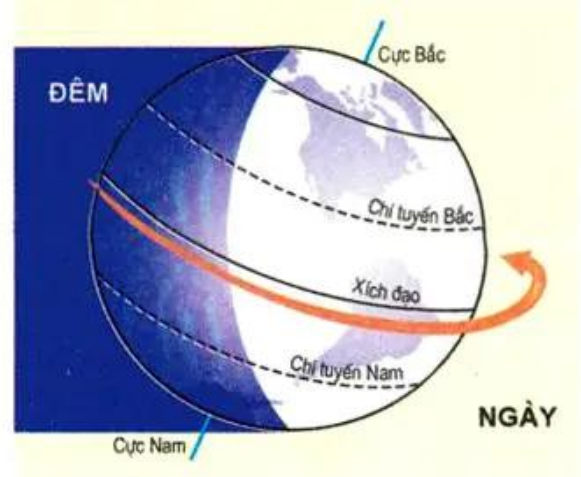 Cực Bắc
ĐÊM
Chí tuyến Bắc
Xích đạo
Chí tuyến Nam
NGÀY
Cực Nam